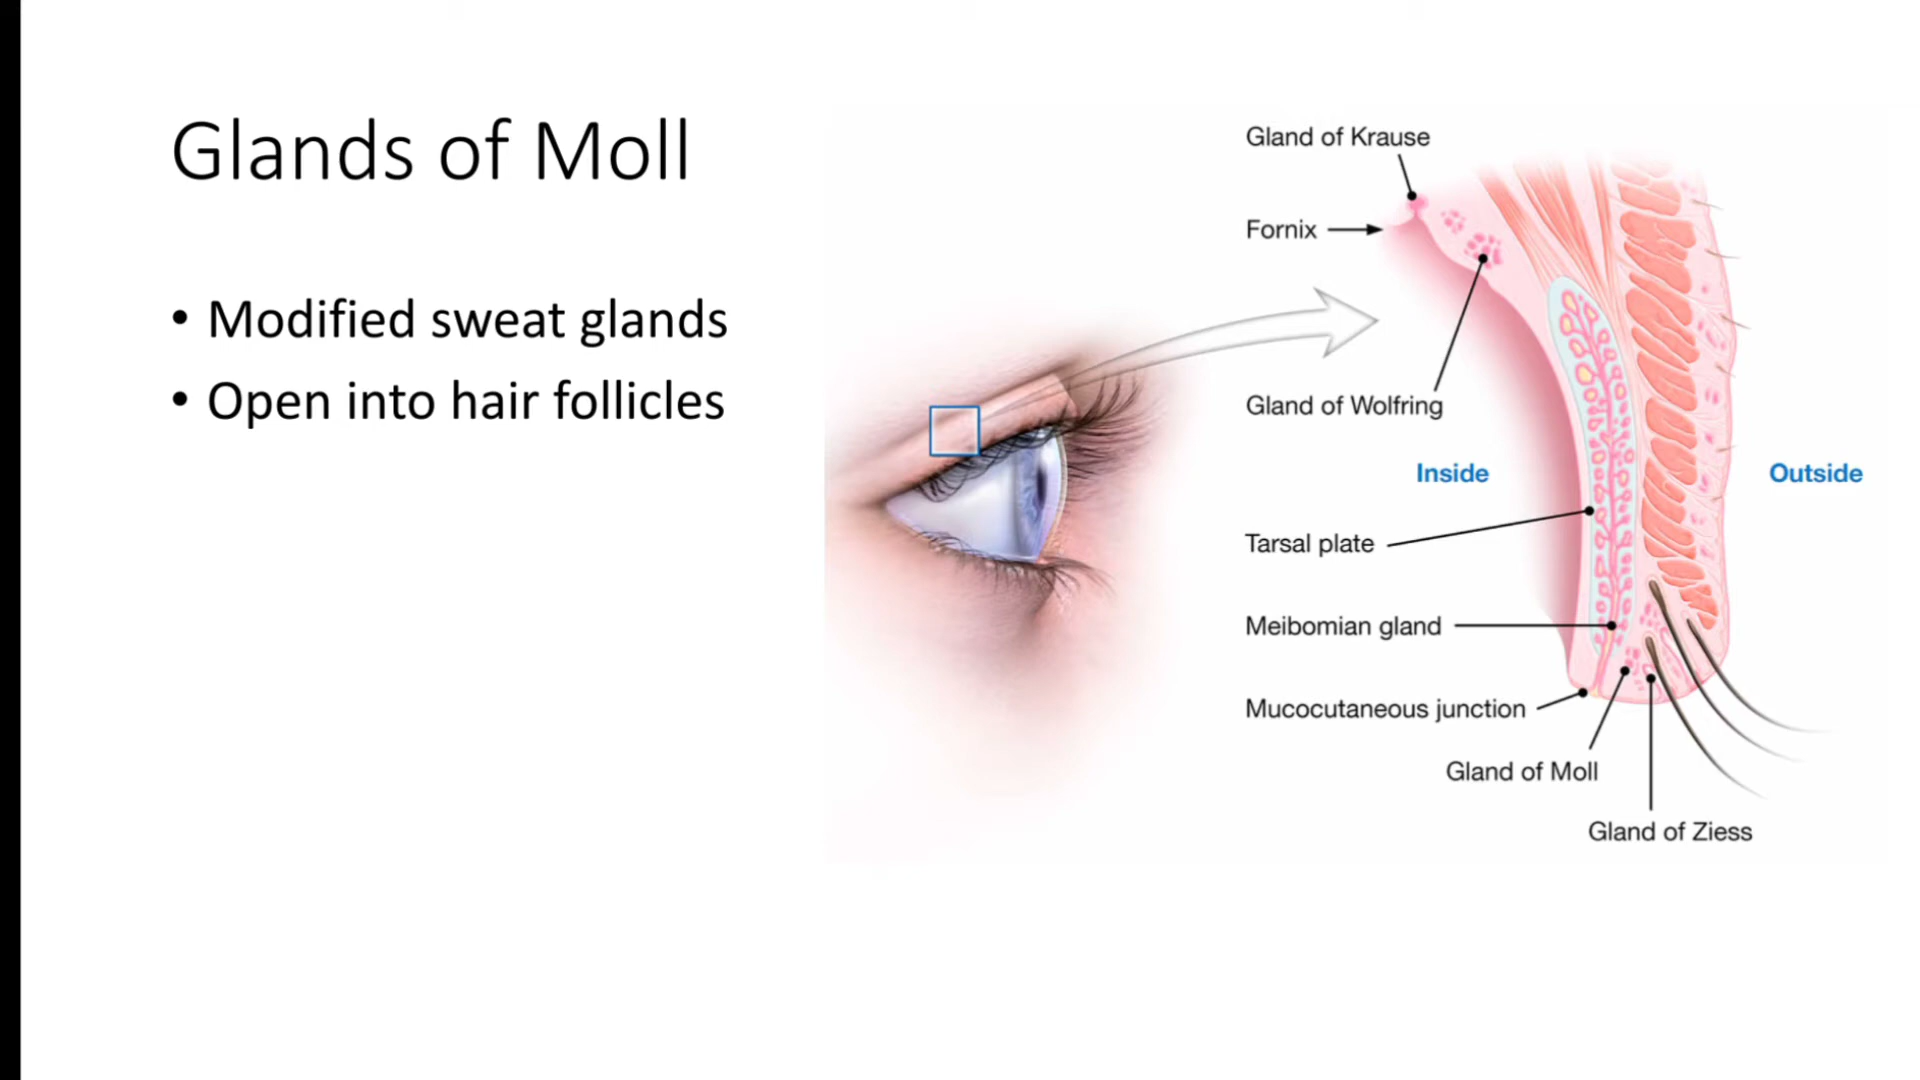 Glands of Moll
• Modified sweat glands
• Open into hair follicles
Gland of Krause
Fornix
Gland of Wolfring
Inside
Outside
Tarsal plate
Meibomian gland
Mucocutaneous junction
Gland of Moll
Gland of Ziess